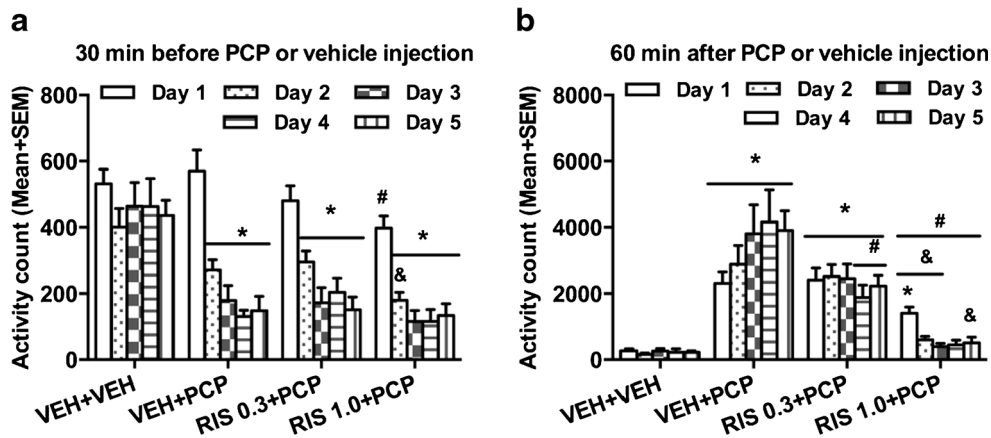 a
30 min before PCP or vehicle injection
Activity count (Mean+SEM)
800
600
400
200
0
Day 1
Day 2
Day 3
Day 4
Day 5
*
*
#
&
*
VEH+VEH
VEH+PCP
RIS 0.3+PCP
RIS 1.0+PCP
b
60 min after PCP or vehicle injection
Activity count (Mean+SEM)
8000
6000
4000
2000
0
Day 1
Day 2
Day 3
Day 4
Day 5
*
*
#
#
&
*
&
VEH+VEH
VEH+PCP
RIS 0.3+PCP
RIS 1.0+PCP